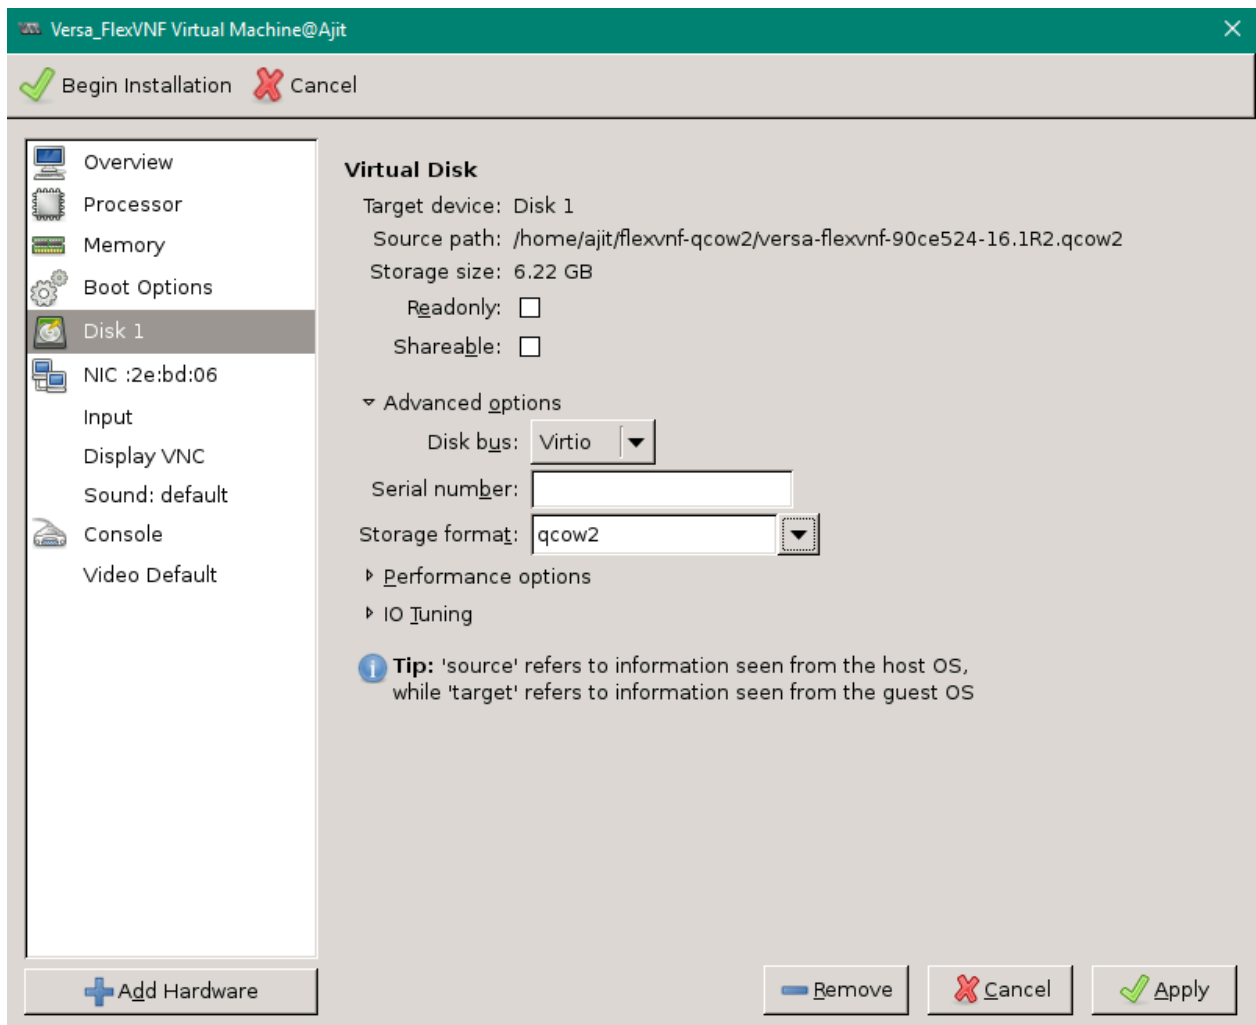 Versa_FlexVNF Virtual Machine@Ajit
Begin Installation Cancel
Overview
Processor
Memory
Boot Options
Disk 1
NIC :2e:bd:06
Input
Display VNC
Sound: default
Console
Video Default
Add Hardware
Virtual Disk
Target device: Disk 1
Source path: /home/ajit/flexvnf-qcow2/versa-flexvnf-90ce524-16.1R2.qcow2
Storage size: 6.22 GB
Readonly:
Shareable:
Advanced options
Disk bus: Virtio
Serial number:
Storage format: qcow2
Performance options
IO Tuning
Tip: 'source' refers to information seen from the host OS,
while 'target' refers to information seen from the guest OS
Remove Cancel Apply